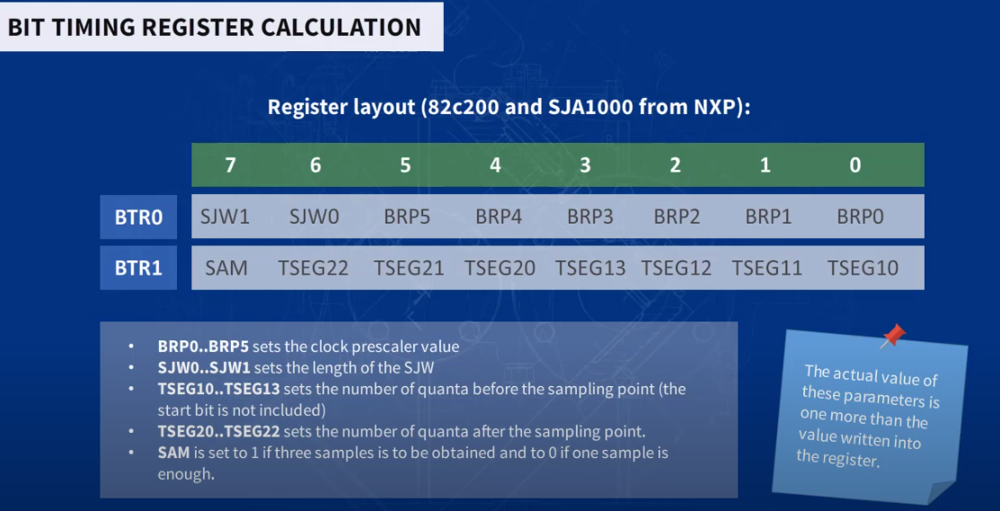 BIT TIMING REGISTER CALCULATION
Register layout (82c200 and SJA1000 from NXP):
7 6 5 4 3 2 1 0
BTR0 SJW1 SJW0 BRP5 BRP4 BRP3 BRP2 BRP1 BRP0
BTR1 SAM TSEG22 TSEG21 TSEG20 TSEG13 TSEG12 TSEG11 TSEG10
• BRP0..BRP5 sets the clock prescaler value
• SJW0..SJW1 sets the length of the SJW
• TSEG10..TSEG13 sets the number of quanta before the sampling point (the
start bit is not included)
• TSEG20..TSEG22 sets the number of quanta after the sampling point.
• SAM is set to 1 if three samples is to be obtained and to 0 if one sample is
enough.
The actual value of
these parameters is
one more than the
value written into
the register.